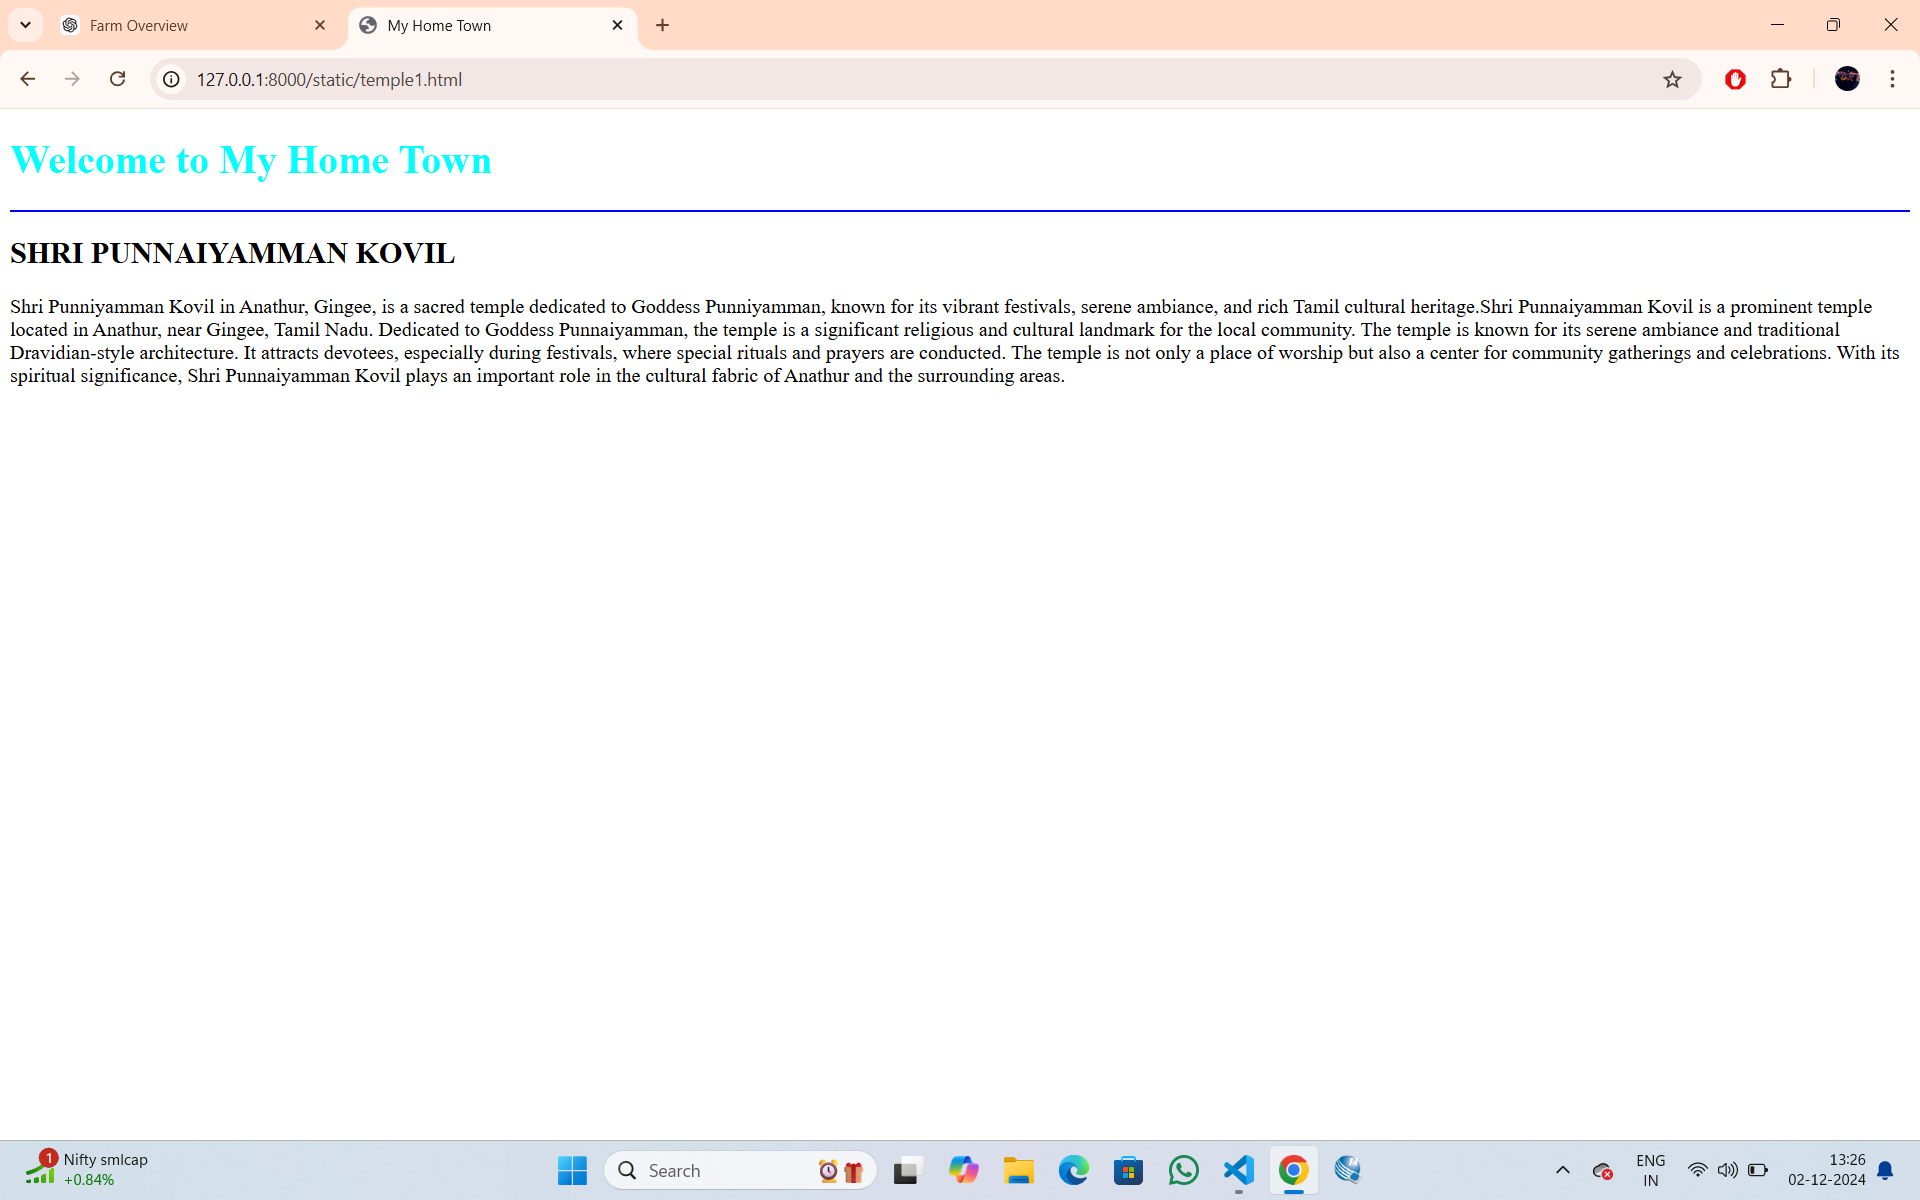 Farm Overview
My Home Town
127.0.0.1:8000/static/temple1.html
Welcome to My Home Town
SHRI PUNNAIYAMMAN KOVIL
Shri Punniyamman Kovil in Anathur, Gingee, is a sacred temple dedicated to Goddess Punniyamman, known for its vibrant festivals, serene ambiance, and rich Tamil cultural heritage.Shri Punnaiyamman Kovil is a prominent temple
located in Anathur, near Gingee, Tamil Nadu. Dedicated to Goddess Punnaiyamman, the temple is a significant religious and cultural landmark for the local community. The temple is known for its serene ambiance and traditional
Dravidian-style architecture. It attracts devotees, especially during festivals, where special rituals and prayers are conducted. The temple is not only a place of worship but also a center for community gatherings and celebrations. With its
spiritual significance, Shri Punnaiyamman Kovil plays an important role in the cultural fabric of Anathur and the surrounding areas.
1
Nifty smlcap
+0.84%
Search
ENG
IN
13:26
02-12-2024